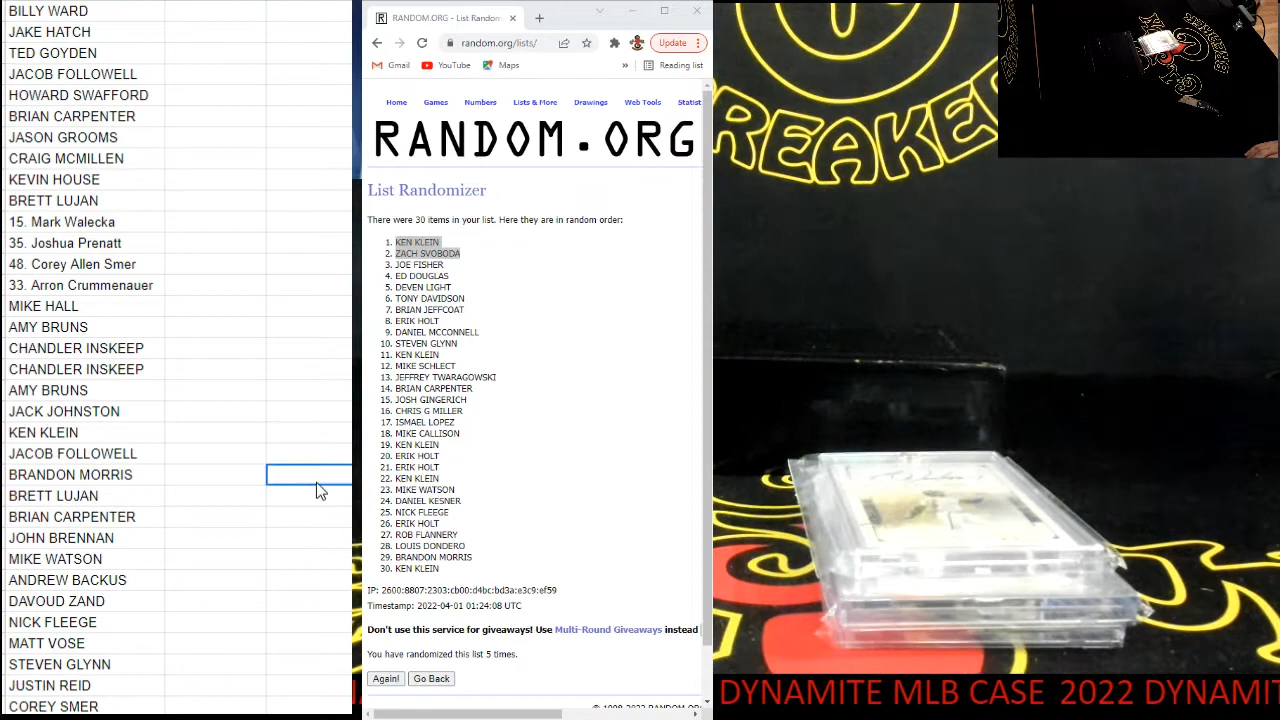 BILLY WARD
JAKE HATCH
TED GOYDEN
JACOB FOLLOWELL
HOWARD SWAFFORD
BRIAN CARPENTER
JASON GROOMS
CRAIG MCMILLEN
KEVIN HOUSE
BRETT LUJAN
15. Mark Walecka
35. Joshua Prenatt
48. Corey Allen Smer
33. Arron Crummenauer
MIKE HALL
AMY BRUNS
CHANDLER INSKEEP
CHANDLER INSKEEP
AMY BRUNS
JACK JOHNSTON
KEN KLEIN
JACOB FOLLOWELL
BRANDON MORRIS
BRETT LUJAN
BRIAN CARPENTER
JOHN BRENNAN
MIKE WATSON
ANDREW BACKUS
DAVOUD ZAND
NICK FLEEGE
MATT VOSE
STEVEN GLYNN
JUSTIN REID
COREY SMER
RANDOM.ORG - List Random
random.org/lists/
Update
Gmail YouTube Maps » Reading list
Home Games Numbers Lists & More Drawings Web Tools Statist
RANDOM.ORG
List Randomizer
There were 30 items in your list. Here they are in random order:
1. KEN KLEIN
2. ZACH SVOBODA
3. JOE FISHER
4. ED DOUGLAS
5. DEVEN LIGHT
6. TONY DAVIDSON
7. BRIAN JEFFCOAT
8. ERIK HOLT
9. DANIEL MCCONNELL
10. STEVEN GLYNN
11. KEN KLEIN
12. MIKE SCHLECT
13. JEFFREY TWARAGOWSKI
14. BRIAN CARPENTER
15. JOSH GINGERICH
16. CHRIS G MILLER
17. ISMAEL LOPEZ
18. MIKE CALLISON
19. KEN KLEIN
20. ERIK HOLT
21. ERIK HOLT
22. KEN KLEIN
23. MIKE WATSON
24. DANIEL KESNER
25. NICK FLEEGE
26. ERIK HOLT
27. ROB FLANNERY
28. LOUIS DONDERO
29. BRANDON MORRIS
30. KEN KLEIN
IP: 2600:8807:2303:cb00:d4bc:bd3a:e3c9:ef59
Timestamp: 2022-04-01 01:24:08 UTC
Don't use this service for giveaways! Use Multi-Round Giveaways instead
You have randomized this list 5 times.
Again! Go Back
BREAKER
DYNAMITE MLB CASE 2022 DYNAMIT